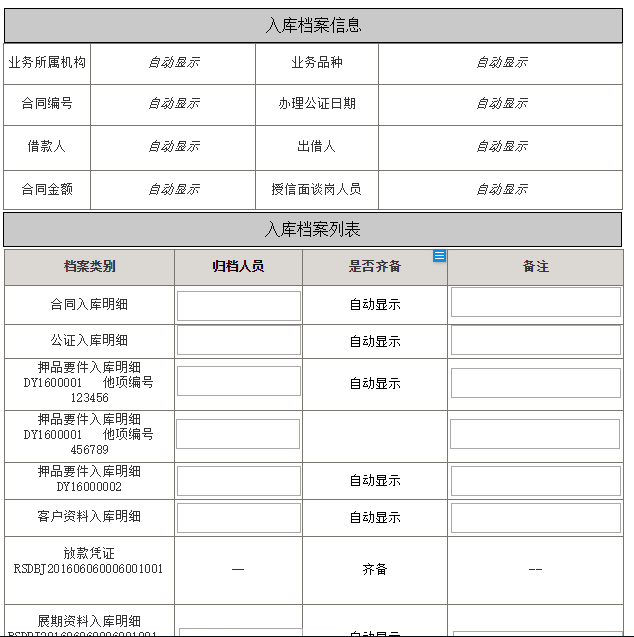 入库档案信息
业务所属机构 自动显示 业务品种 自动显示
合同编号 自动显示 办理公证日期 自动显示
借款人 自动显示 出借人 自动显示
合同金额 自动显示 授信面谈岗人员 自动显示
入库档案列表
档案类别 归档人员 是否齐备 备注
合同入库明细 自动显示
公证入库明细 自动显示
押品要件入库明细
DY1600001 他项编号 自动显示
123456
押品要件入库明细
DY1600001 他项编号
456789
押品要件入库明细
DY16000002 自动显示
客户资料入库明细 自动显示
放款凭证
RSDBJ201606060006001001 — 齐备 --
展期资料入库明细
RSDBJ201606060006001001 自动显示